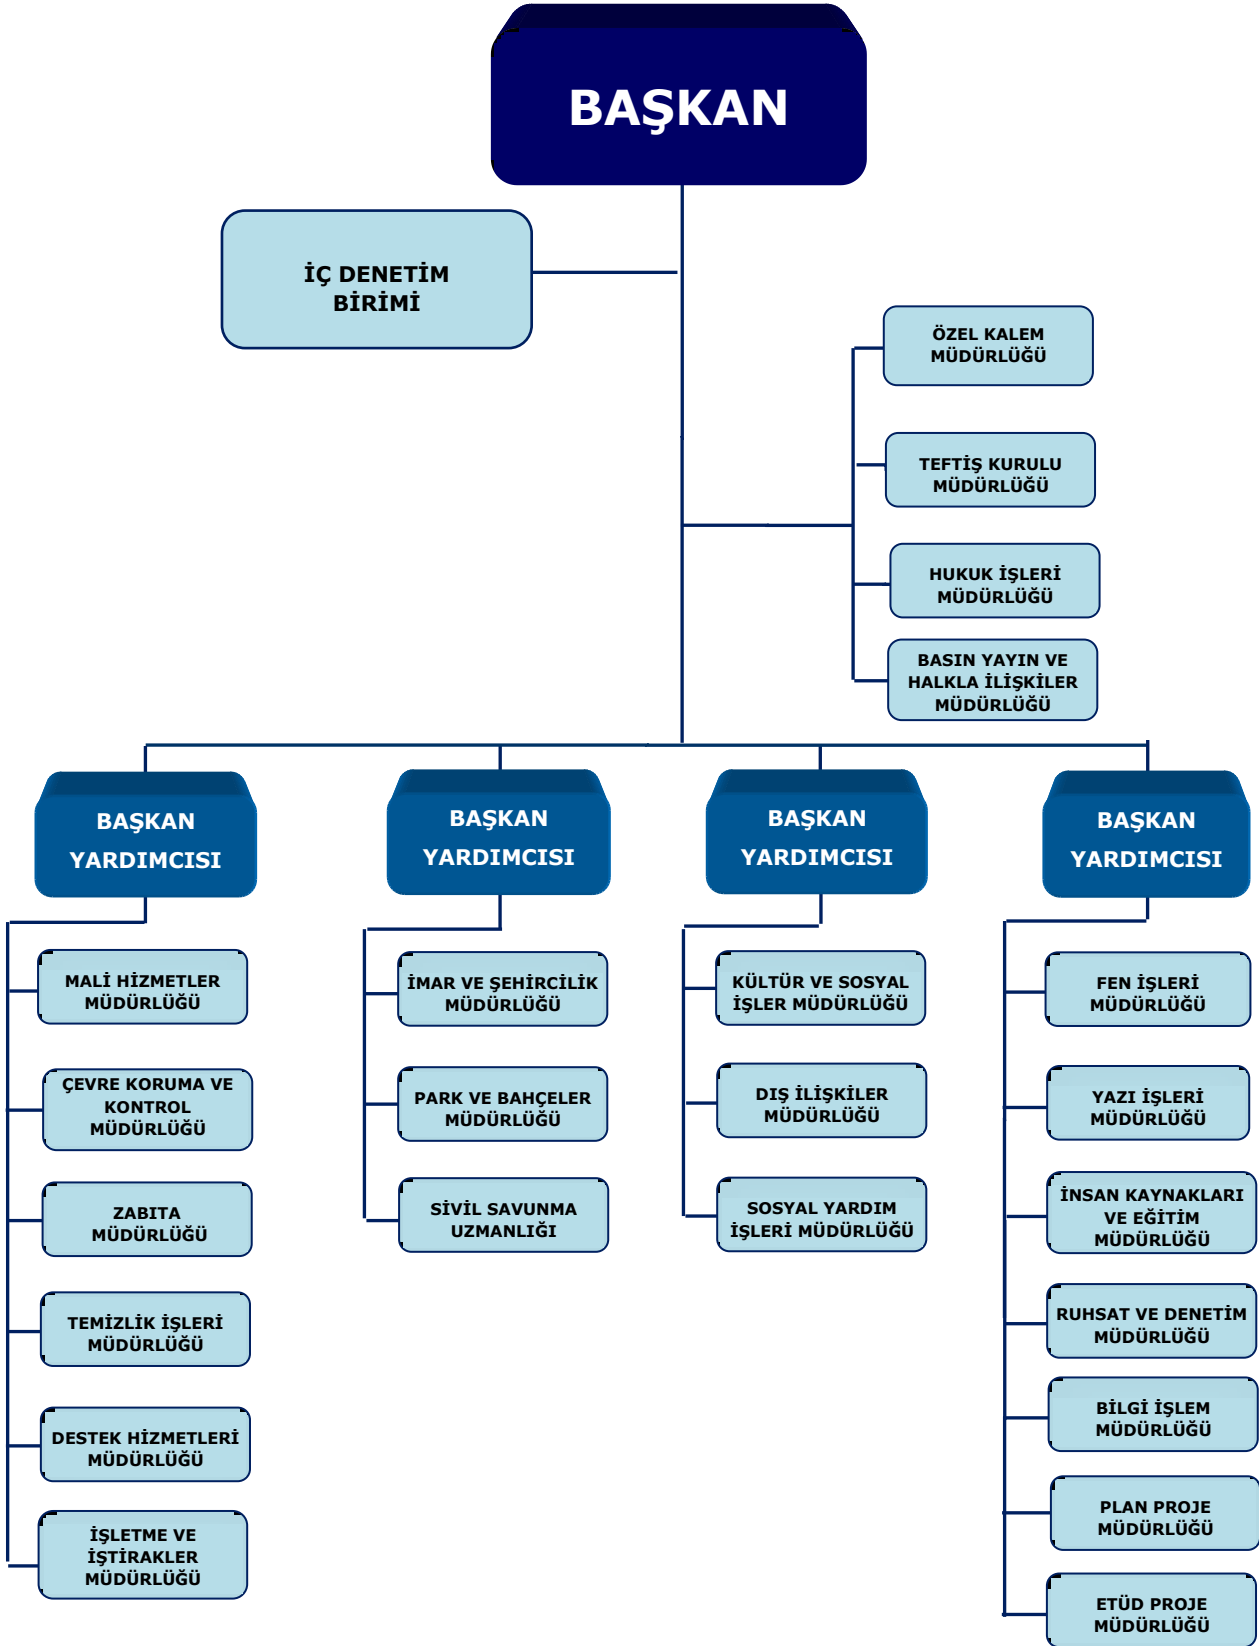 BAŞKAN
İÇ DENETİM
BİRİMİ
ÖZEL KALEM
MÜDÜRLÜĞÜ
TEFTİŞ KURULU
MÜDÜRLÜĞÜ
HUKUK İŞLERİ
MÜDÜRLÜĞÜ
BASIN YAYIN VE
HALKLA İLİŞKİLER
MÜDÜRLÜĞÜ
BAŞKAN
YARDIMCISI
MALİ HİZMETLER
MÜDÜRLÜĞÜ
ÇEVRE KORUMA VE
KONTROL
MÜDÜRLÜĞÜ
ZABITA
MÜDÜRLÜĞÜ
TEMİZLİK İŞLERİ
MÜDÜRLÜĞÜ
DESTEK HİZMETLERİ
MÜDÜRLÜĞÜ
İŞLETME VE
İŞTİRAKLER
MÜDÜRLÜĞÜ
BAŞKAN
YARDIMCISI
İMAR VE ŞEHİRCİLİK
MÜDÜRLÜĞÜ
PARK VE BAHÇELER
MÜDÜRLÜĞÜ
SİVİL SAVUNMA
UZMANLIĞI
BAŞKAN
YARDIMCISI
KÜLTÜR VE SOSYAL
İŞLER MÜDÜRLÜĞÜ
DIŞ İLİŞKİLER
MÜDÜRLÜĞÜ
SOSYAL YARDIM
İŞLERİ MÜDÜRLÜĞÜ
BAŞKAN
YARDIMCISI
FEN İŞLERİ
MÜDÜRLÜĞÜ
YAZI İŞLERİ
MÜDÜRLÜĞÜ
İNSAN KAYNAKLARI
VE EĞİTİM
MÜDÜRLÜĞÜ
RUHSAT VE DENETİM
MÜDÜRLÜĞÜ
BİLGİ İŞLEM
MÜDÜRLÜĞÜ
PLAN PROJE
MÜDÜRLÜĞÜ
ETÜD PROJE
MÜDÜRLÜĞÜ